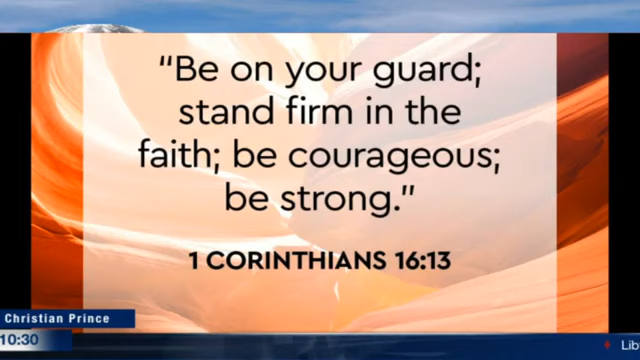 “Be on your guard;
stand firm in the
faith; be courageous;
be strong.”
1 CORINTHIANS 16:13
Christian Prince
10:30
Lib